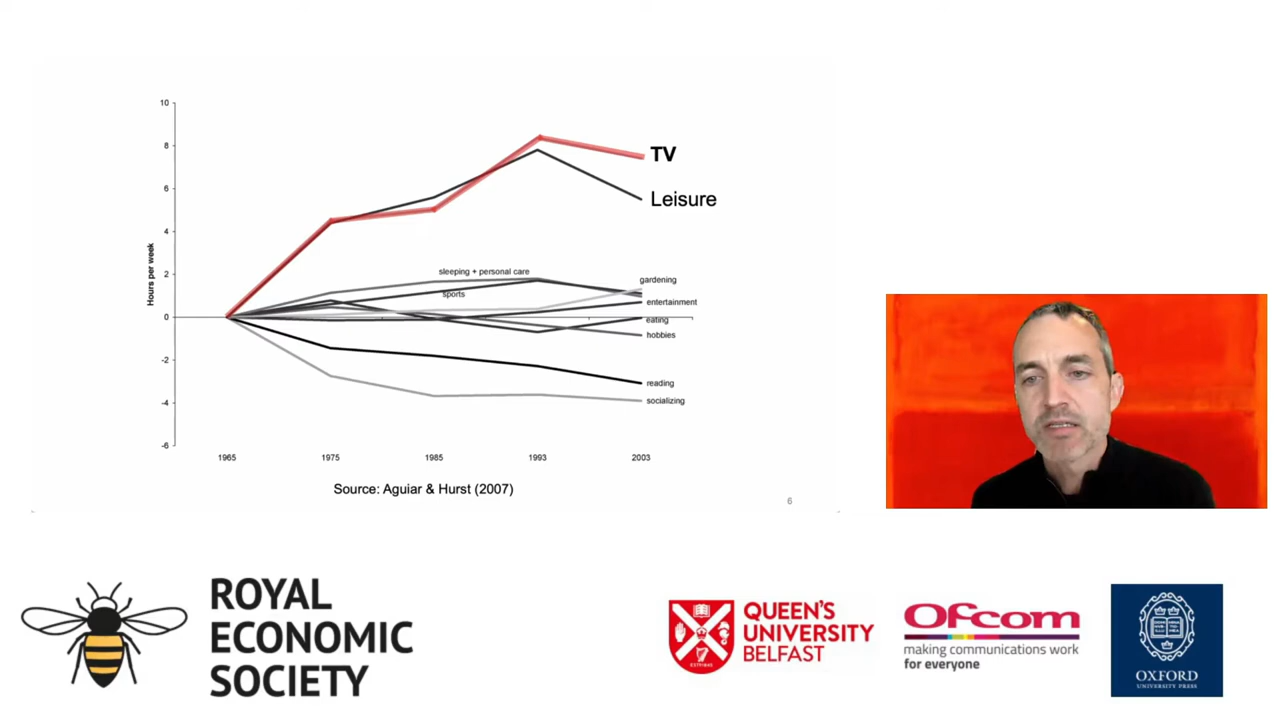 10
8
6
4
2
0
-2
-4
-6
Hours per week
1965
1975
1985
1993
2003
TV
Leisure
sleeping + personal care
sports
gardening
entertainment
eating
hobbies
reading
socializing
Source: Aguiar & Hurst (2007)
6
ROYAL
ECONOMIC
SOCIETY
QUEEN'S
UNIVERSITY
BELFAST
ESTD1845
Ofcom
making communications work
for everyone
OXFORD
UNIVERSITY PRESS